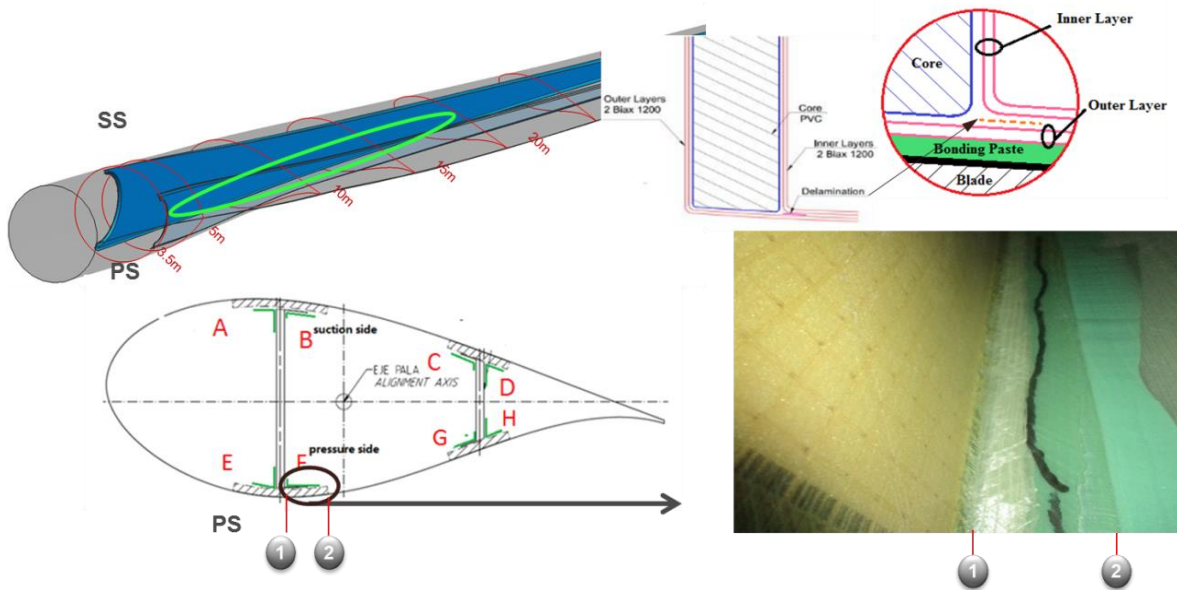 SS
PS
3.5m
5m
10m
15m
20m
Outer Layers
2 Biax 1200
Core
PVC
Inner Layers
2 Biax 1200
Delamination
Core
Inner Layer
Outer Layer
Bonding Paste
Blade
A
B
suction side
C
D
EJE PALA
ALIGNMENT AXIS
E
F
pressure side
G
H
PS
1
2
1
2